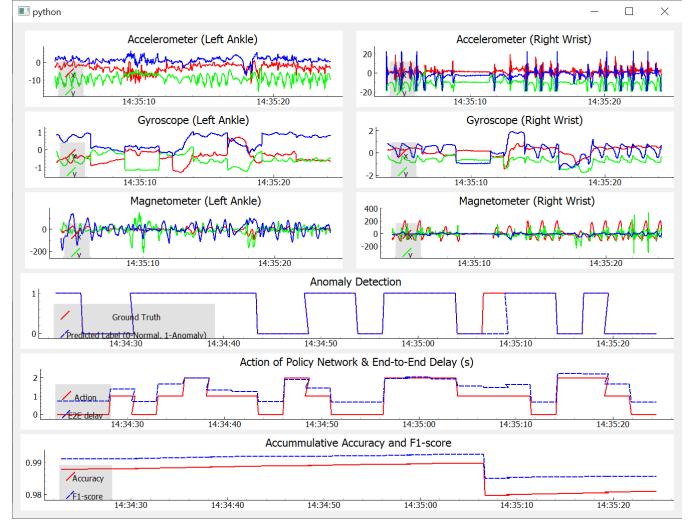 python
Accelerometer (Left Ankle)
0
-10
y
14:35:10
14:35:20
Accelerometer (Right Wrist)
20
0
-20
y
14:35:10
14:35:20
Gyroscope (Left Ankle)
1
0
-1
14:35:10
14:35:20
Gyroscope (Right Wrist)
2
0
-2
14:35:10
14:35:20
Magnetometer (Left Ankle)
0
-200
y
14:35:10
14:35:20
Magnetometer (Right Wrist)
400
200
0
-200
y
14:35:10
14:35:20
Anomaly Detection
1
0
Ground Truth
Predicted Label (0-Normal, 1-Anomaly)
14:34:30
14:34:40
14:34:50
14:35:00
14:35:10
14:35:20
Action of Policy Network & End-to-End Delay (s)
2
1
0
Action
E2E delay
14:34:30
14:34:40
14:34:50
14:35:00
14:35:10
14:35:20
Accummulative Accuracy and F1-score
0.99
0.98
Accuracy
F1-score
14:34:30
14:34:40
14:34:50
14:35:00
14:35:10
14:35:20